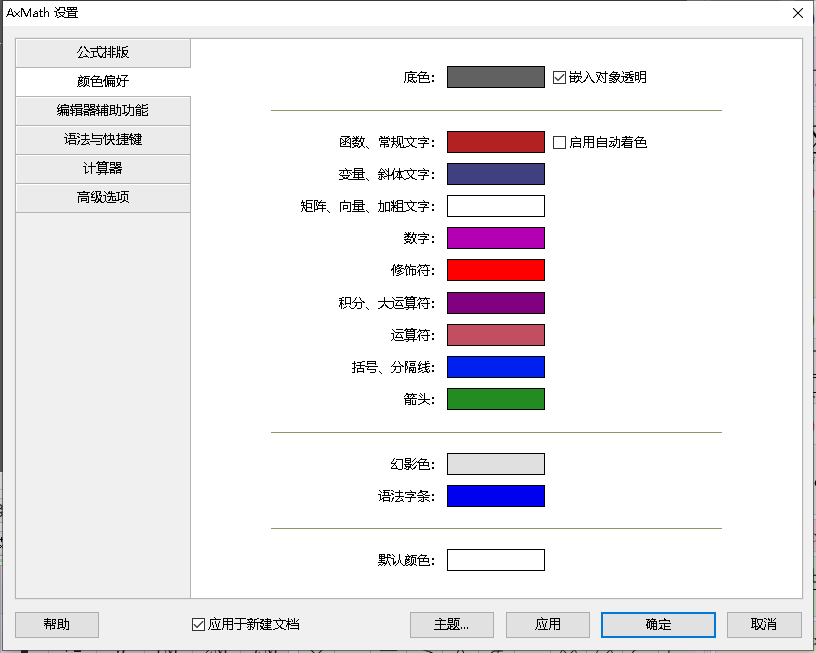 AxMath 设置
公式排版
颜色偏好
编辑器辅助功能
语法与快捷键
计算器
高级选项
底色：
嵌入对象透明
函数、常规文字：
启用自动着色
变量、斜体文字：
矩阵、向量、加粗文字：
数字：
修饰符：
积分、大运算符：
运算符：
括号、分隔线：
箭头：
幻影色：
语法字条：
默认颜色：
帮助
应用于新建文档
主题...
应用
确定
取消